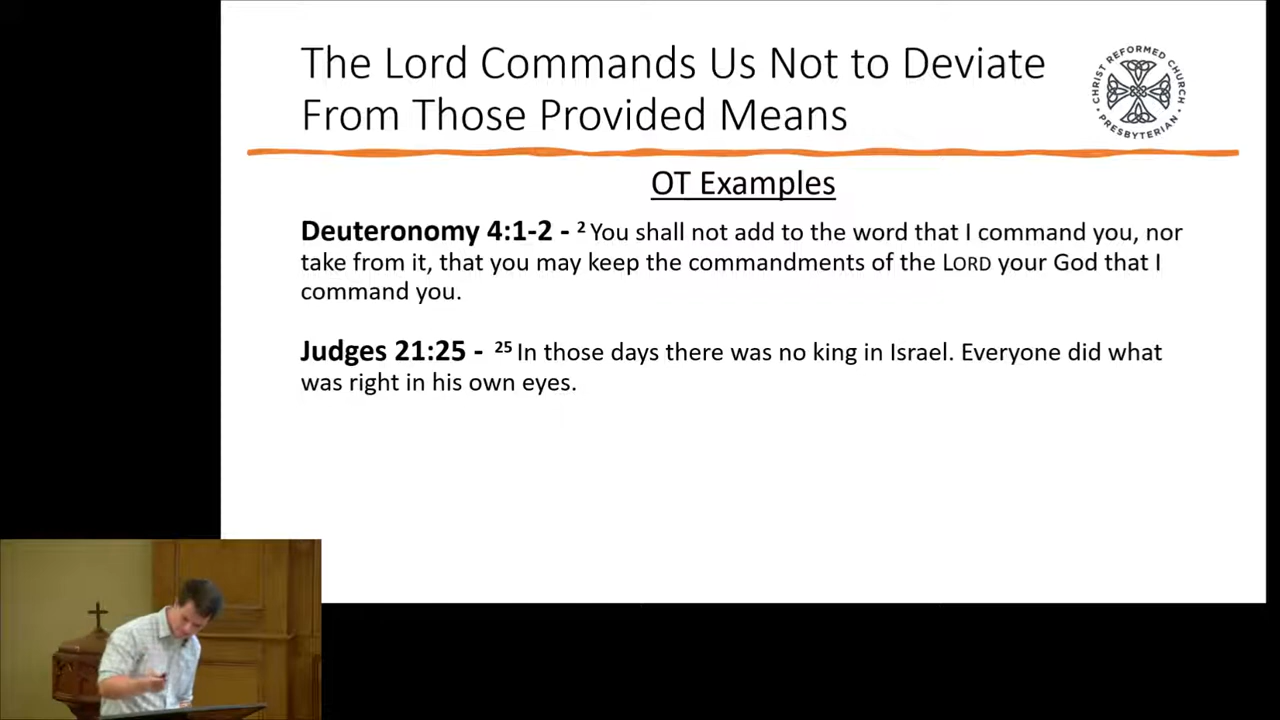 The Lord Commands Us Not to Deviate
From Those Provided Means
CHRIST REFORMED CHURCH
• PRESBYTERIAN •
OT Examples
Deuteronomy 4:1-2 - ² You shall not add to the word that I command you, nor
take from it, that you may keep the commandments of the LORD your God that I
command you.
Judges 21:25 - ²⁵ In those days there was no king in Israel. Everyone did what
was right in his own eyes.